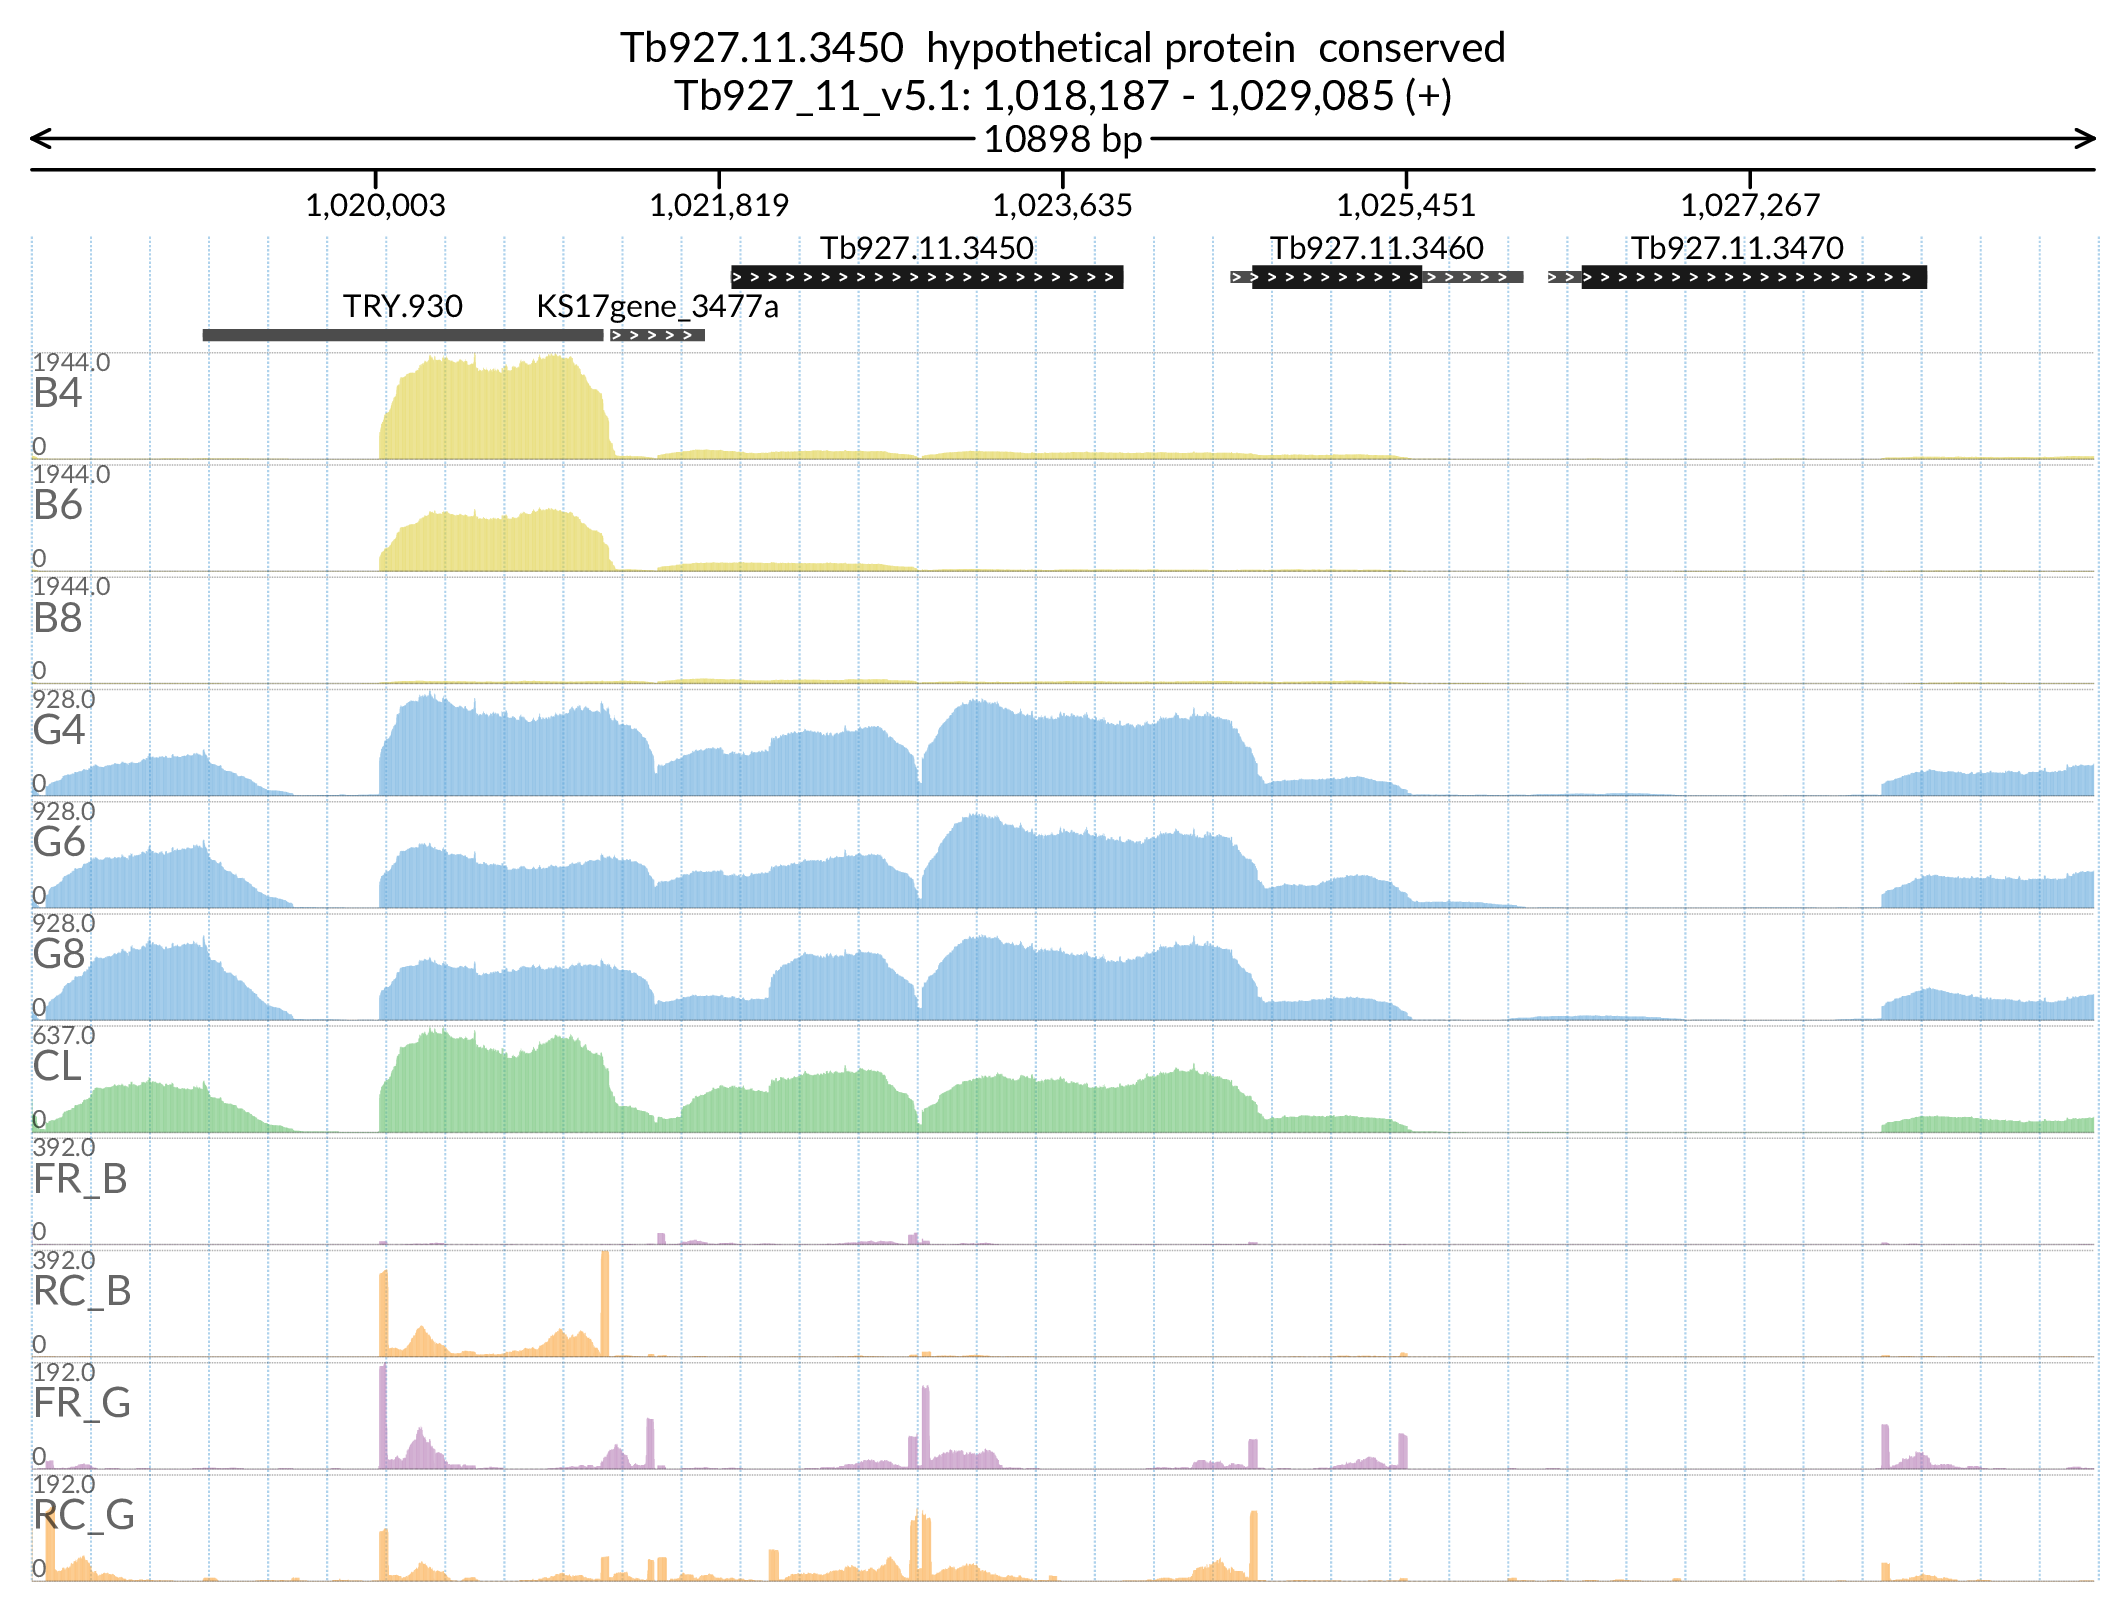 Tb927.11.3450  hypothetical protein  conserved
Tb927_11_v5.1: 1,018,187 - 1,029,085 (+)
10898 bp
1,020,003 1,021,819 1,023,635 1,025,451 1,027,267
Tb927.11.3450 Tb927.11.3460 Tb927.11.3470
TRY.930 KS17gene_3477a
1944.0
B4
0
1944.0
B6
0
1944.0
B8
0
928.0
G4
0
928.0
G6
0
928.0
G8
0
637.0
CL
0
392.0
FR_B
0
392.0
RC_B
0
192.0
FR_G
0
192.0
RC_G
0